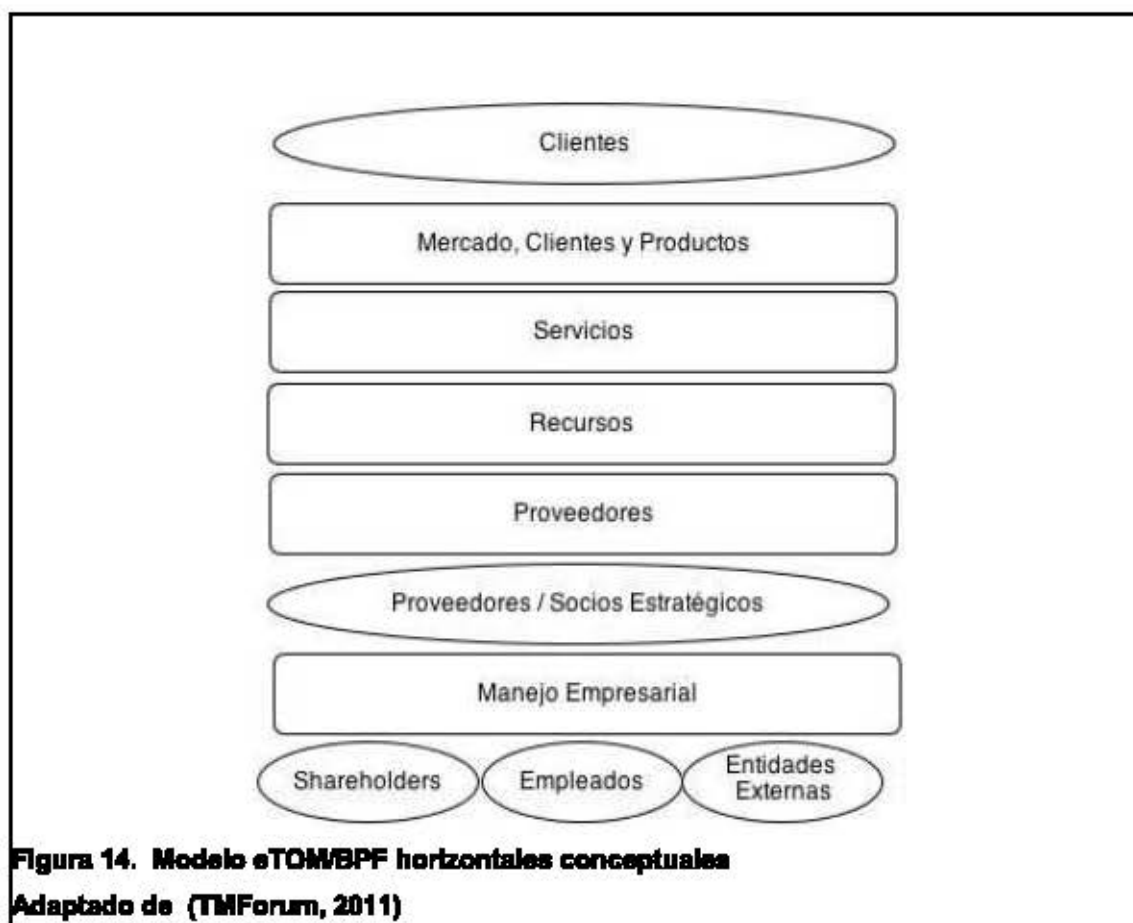 Clientes
Mercado, Clientes y Productos
Servicios
Recursos
Proveedores
Proveedores / Socios Estratégicos
Manejo Empresarial
Shareholders
Empleados
Entidades
Externas
Figura 14. Modelo eTOM/BPF horizontales conceptuales
Adaptado de (TMForum, 2011)